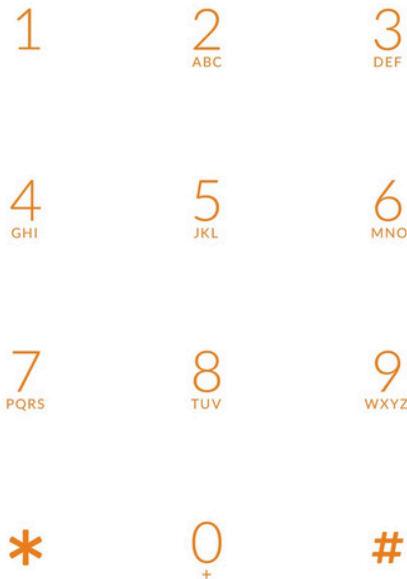 1 2 3
ABC DEF
4 5 6
GHI JKL MNO
7 8 9
PQRS TUV WXYZ
* 0 #
+